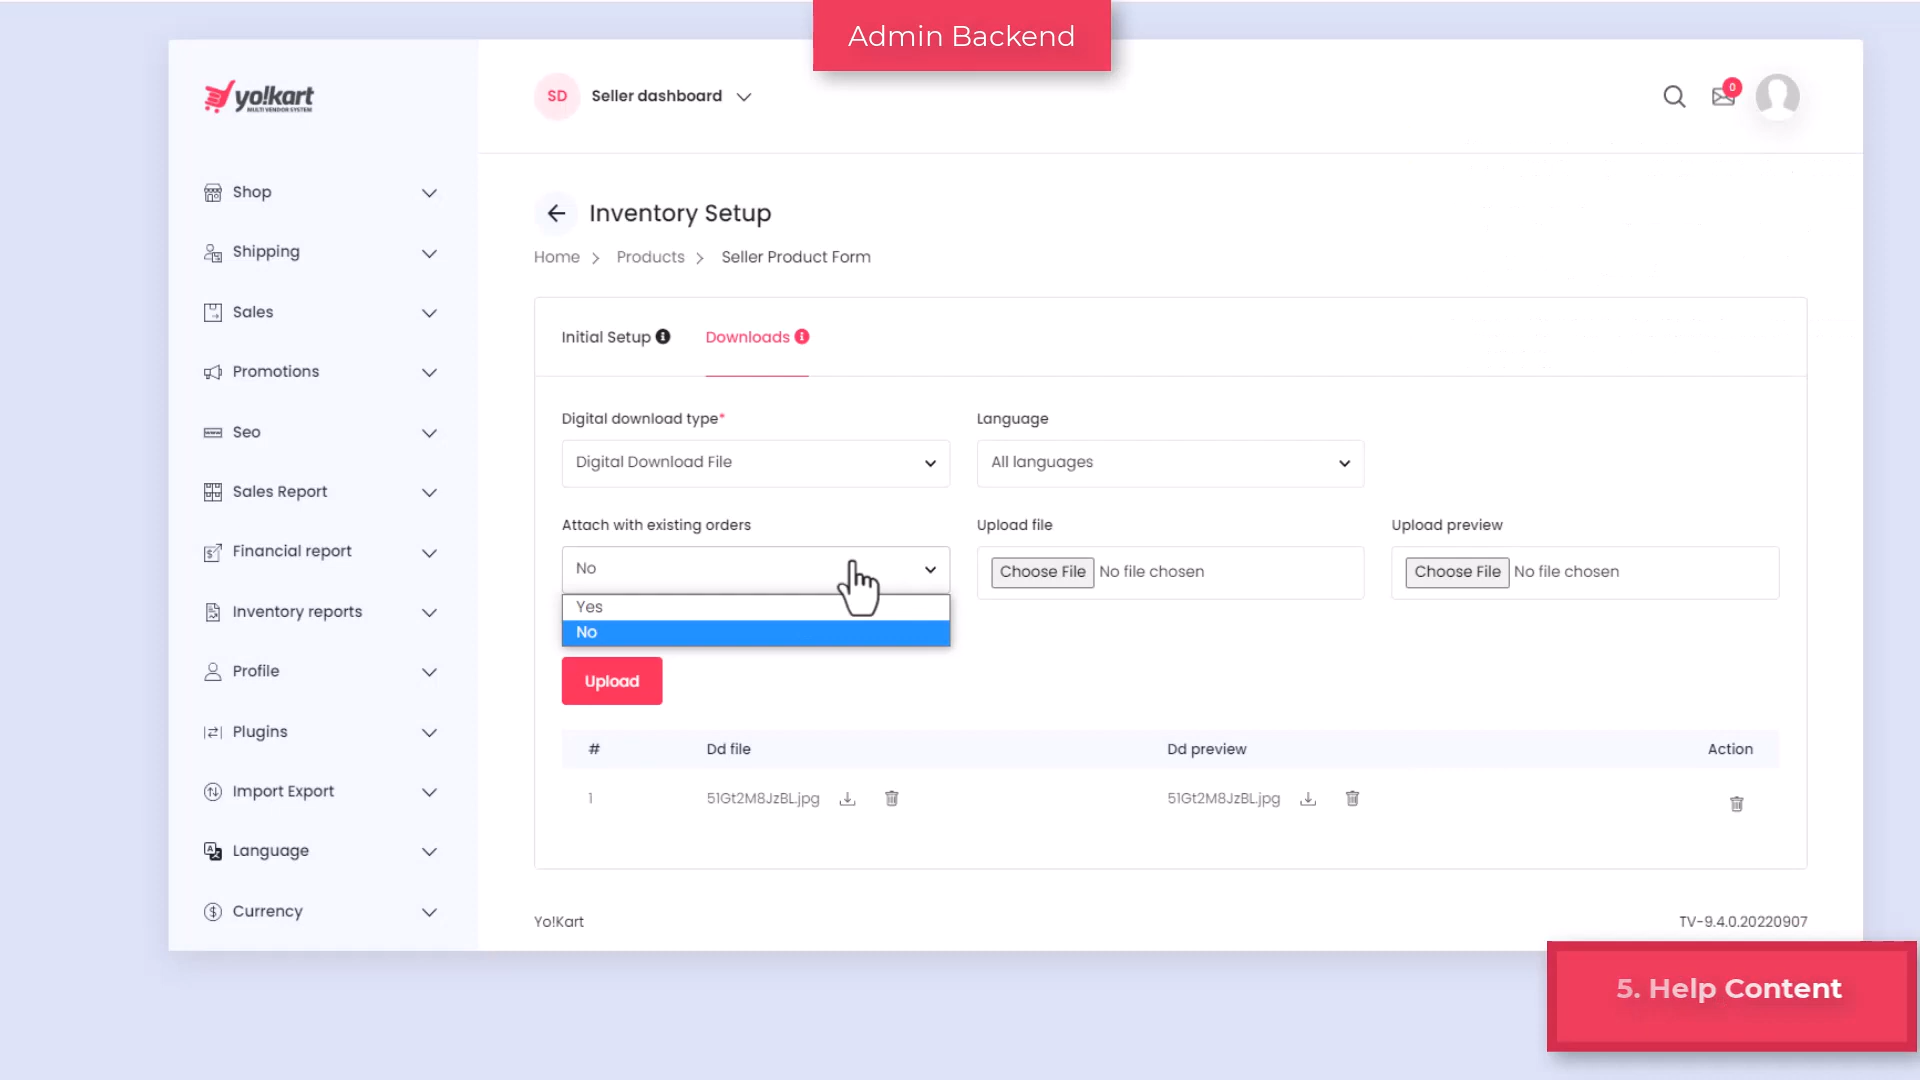 Admin Backend
yo!kart
MULTI VENDOR SYSTEM
SD Seller dashboard
0
Shop
Shipping
Sales
Promotions
Seo
Sales Report
Financial report
Inventory reports
Profile
Plugins
Import Export
Language
Currency
Inventory Setup
Home > Products > Seller Product Form
Initial Setup Downloads
Digital download type* Language
Digital Download File All languages
Attach with existing orders Upload file Upload preview
No Choose File No file chosen Choose File No file chosen
Yes
No
Upload
# Dd file Dd preview Action
1 51Gt2M8JzBL.jpg 51Gt2M8JzBL.jpg
Yo!Kart TV-9.4.0.20220907
5. Help Content